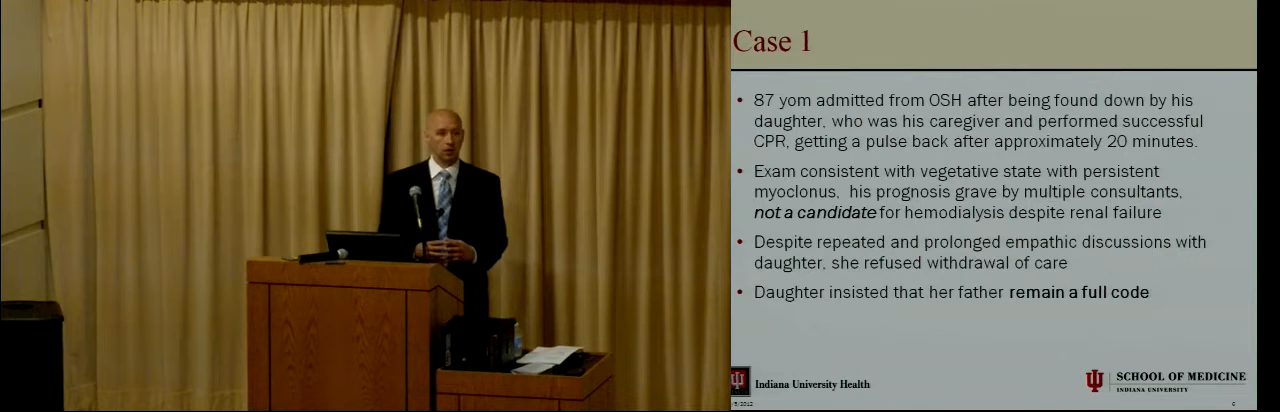 Case 1
• 87 yom admitted from OSH after being found down by his
daughter, who was his caregiver and performed successful
CPR, getting a pulse back after approximately 20 minutes.
• Exam consistent with vegetative state with persistent
myoclonus, his prognosis grave by multiple consultants,
not a candidate for hemodialysis despite renal failure
• Despite repeated and prolonged empathic discussions with
daughter, she refused withdrawal of care
• Daughter insisted that her father remain a full code
Indiana University Health
SCHOOL OF MEDICINE
INDIANA UNIVERSITY